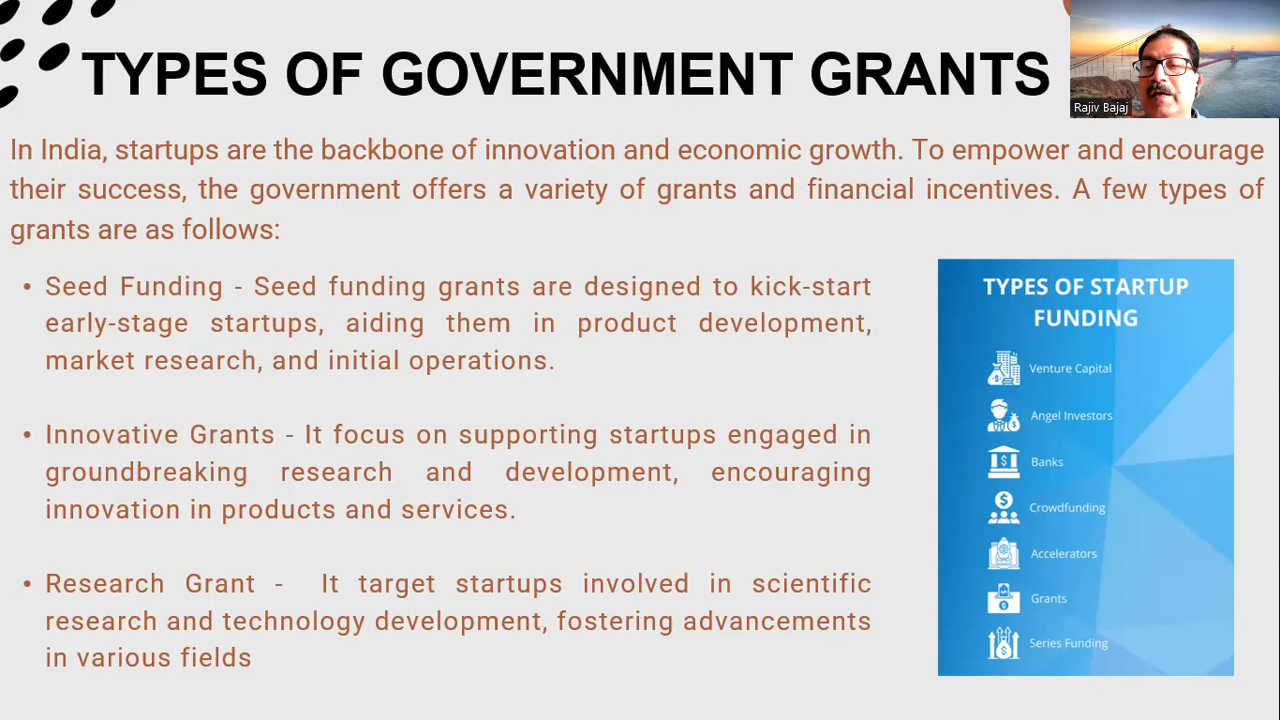 TYPES OF GOVERNMENT GRANTS
Rajiv Bajaj
In India, startups are the backbone of innovation and economic growth. To empower and encourage
their success, the government offers a variety of grants and financial incentives. A few types of
grants are as follows:
• Seed Funding - Seed funding grants are designed to kick-start
early-stage startups, aiding them in product development,
market research, and initial operations.
• Innovative Grants - It focus on supporting startups engaged in
groundbreaking research and development, encouraging
innovation in products and services.
• Research Grant - It target startups involved in scientific
research and technology development, fostering advancements
in various fields
TYPES OF STARTUP
FUNDING
Venture Capital
Angel Investors
Banks
Crowdfunding
Accelerators
Grants
Series Funding